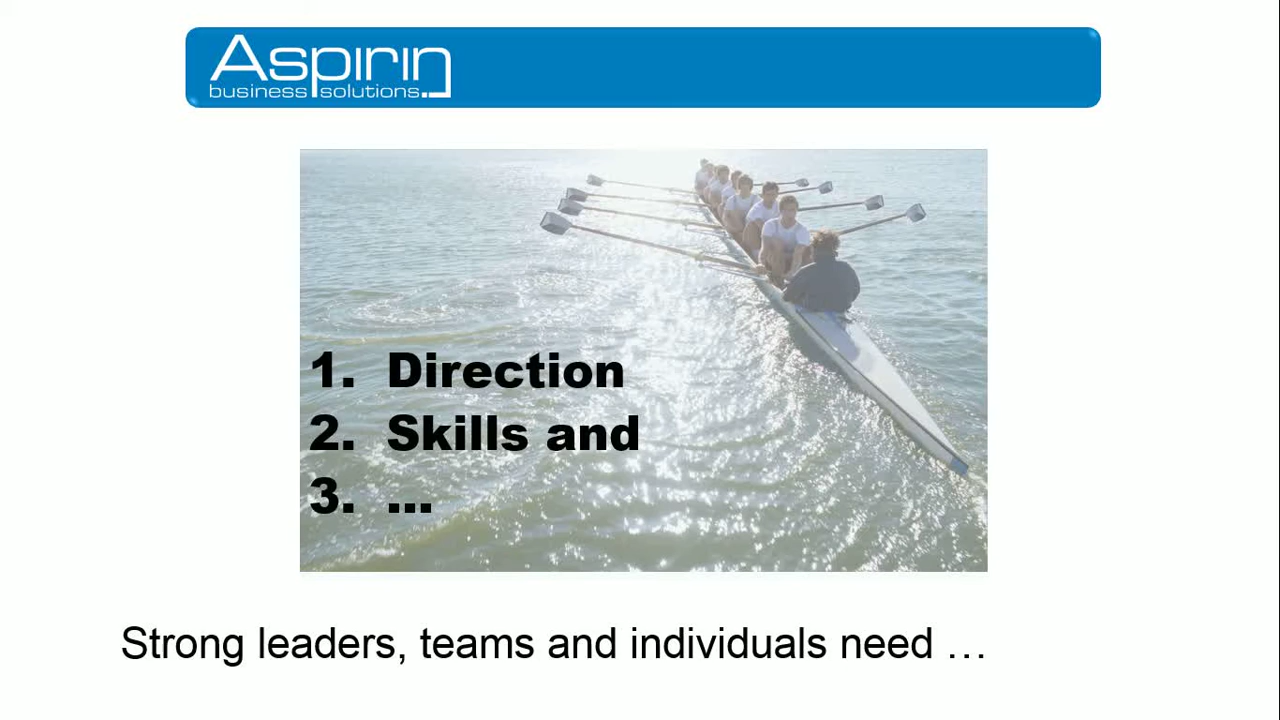 Aspirin
business solutions
1. Direction
2. Skills and
3. ...
Strong leaders, teams and individuals need …